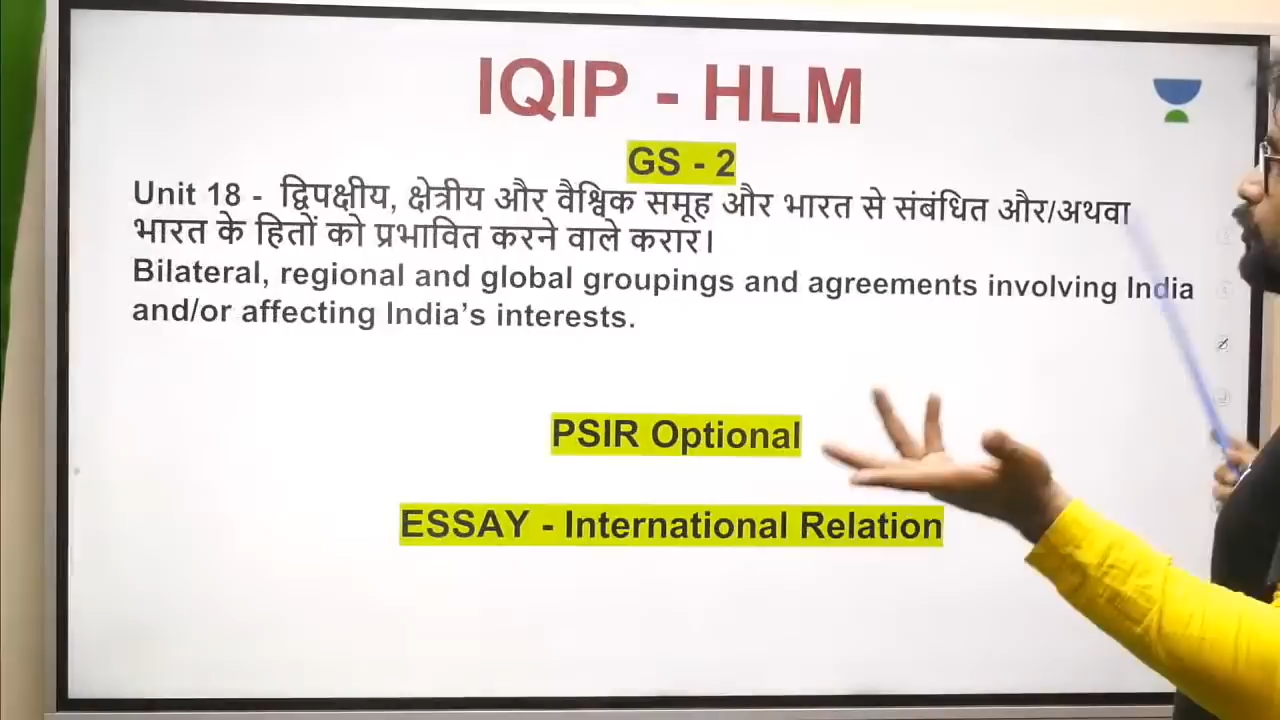 IQIP - HLM
GS - 2
Unit 18 - द्विपक्षीय, क्षेत्रीय और वैश्विक समूह और भारत से संबंधित और/अथवा
भारत के हितों को प्रभावित करने वाले करार।
Bilateral, regional and global groupings and agreements involving India
and/or affecting India's interests.
PSIR Optional
ESSAY - International Relation